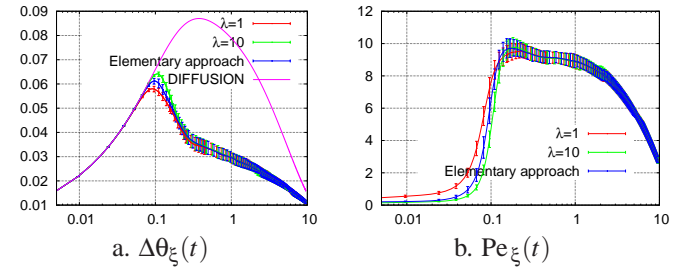 0.09
0.08
0.07
0.06
0.05
0.04
0.03
0.02
0.01
0.01
0.1
1
10
λ=1
λ=10
Elementary approach
DIFFUSION
a. Δθξ(t)
12
10
8
6
4
2
0
0.01
0.1
1
10
λ=1
λ=10
Elementary approach
b. Peξ(t)